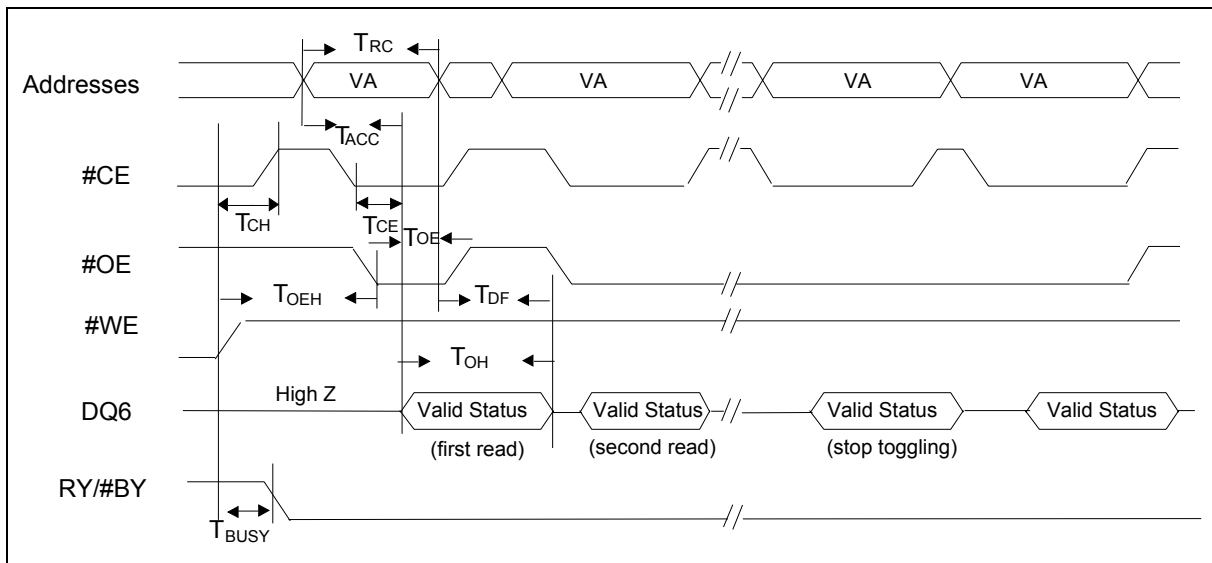 TRC
Addresses VA VA VA VA
TACC
#CE
TCH TCE TOE
#OE
TOEH TDF
#WE
TOH
High Z
DQ6 Valid Status Valid Status Valid Status Valid Status
(first read) (second read) (stop toggling)
RY/#BY
TBUSY